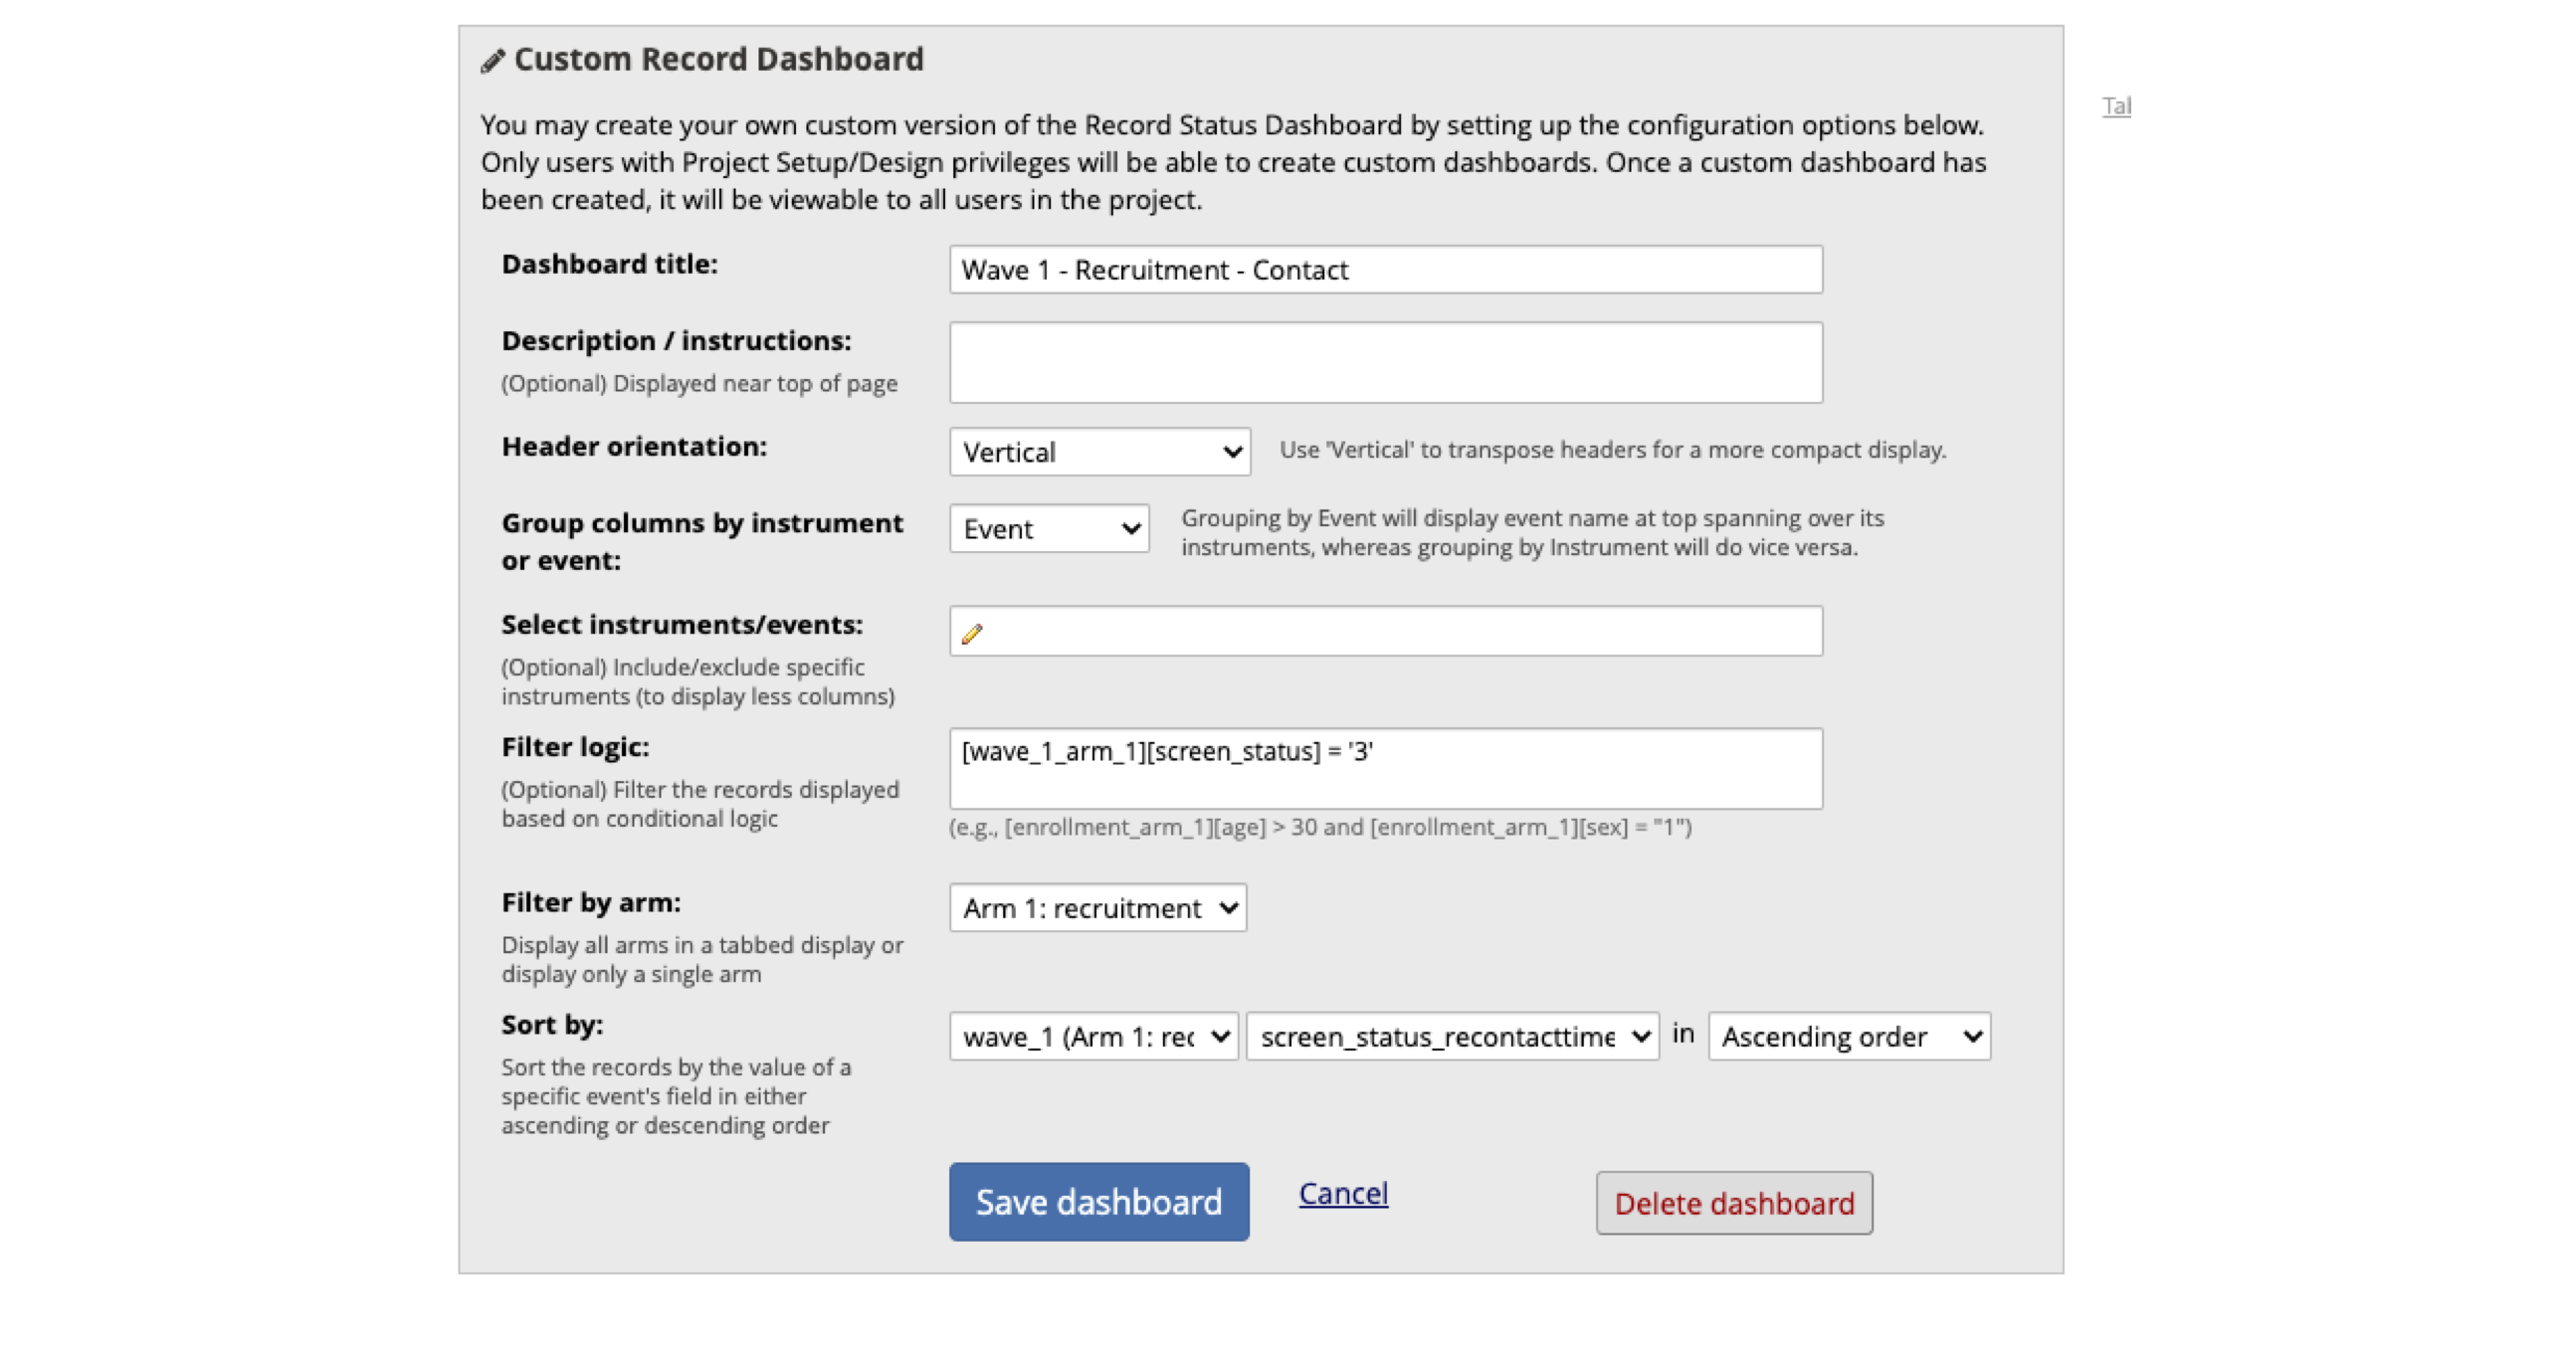 Custom Record Dashboard
Tal
You may create your own custom version of the Record Status Dashboard by setting up the configuration options below.
Only users with Project Setup/Design privileges will be able to create custom dashboards. Once a custom dashboard has
been created, it will be viewable to all users in the project.
Dashboard title:
Wave 1 - Recruitment - Contact
Description / instructions:
(Optional) Displayed near top of page
Header orientation:
Vertical
Use 'Vertical' to transpose headers for a more compact display.
Group columns by instrument
or event:
Event
Grouping by Event will display event name at top spanning over its
instruments, whereas grouping by Instrument will do vice versa.
Select instruments/events:
(Optional) Include/exclude specific
instruments (to display less columns)
Filter logic:
(Optional) Filter the records displayed
based on conditional logic
[wave_1_arm_1][screen_status] = '3'
(e.g., [enrollment_arm_1][age] > 30 and [enrollment_arm_1][sex] = "1")
Filter by arm:
Display all arms in a tabbed display or
display only a single arm
Arm 1: recruitment
Sort by:
Sort the records by the value of a
specific event's field in either
ascending or descending order
wave_1 (Arm 1: rec
screen_status_recontacttime
in
Ascending order
Save dashboard
Cancel
Delete dashboard